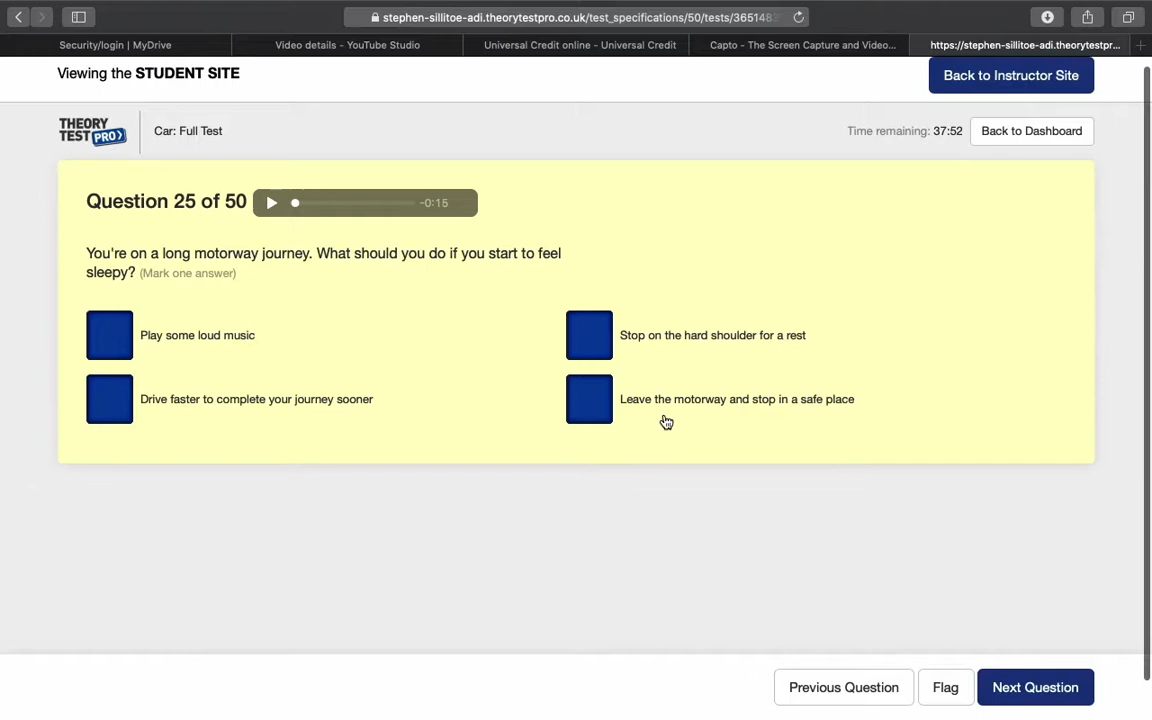 stephen-sillitoe-adi.theorytestpro.co.uk/test_specifications/50/tests/365148
Security/login | MyDrive
Video details - YouTube Studio
Universal Credit online - Universal Credit
Capto - The Screen Capture and Video...
https://stephen-sillitoe-adi.theorytestpr...
Viewing the STUDENT SITE
Back to Instructor Site
THEORY
TEST PRO
Car: Full Test
Time remaining: 37:52
Back to Dashboard
Question 25 of 50
-0:15
You're on a long motorway journey. What should you do if you start to feel
sleepy? (Mark one answer)
Play some loud music
Stop on the hard shoulder for a rest
Drive faster to complete your journey sooner
Leave the motorway and stop in a safe place
Previous Question
Flag
Next Question